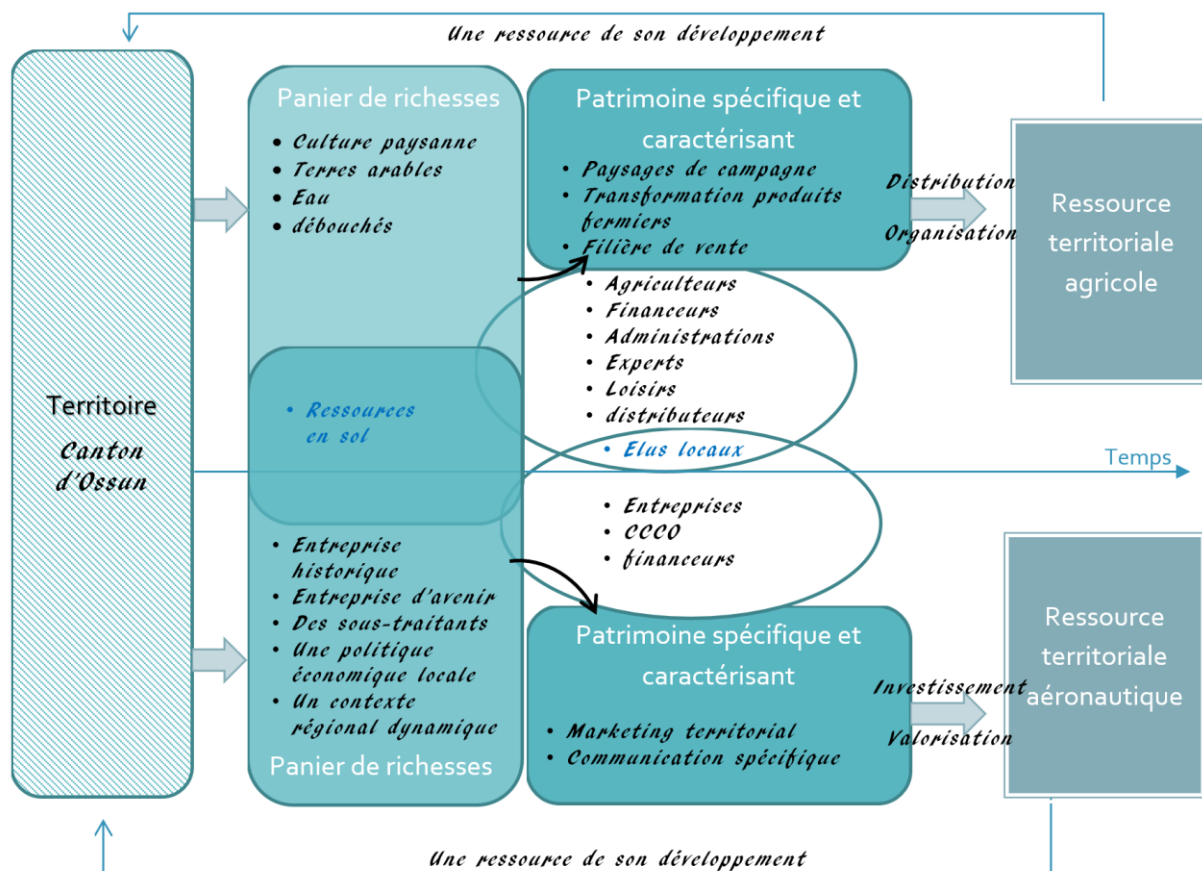 Une ressource de son développement
Panier de richesses
• Culture paysanne
• Terres arables
• Eau
• débouchés
Patrimoine spécifique et
caractérisant
• Paysages de campagne
• Transformation produits
fermiers
• Filière de vente
Distribution
Organisation
Ressource
territoriale
agricole
• Agriculteurs
• Financeurs
• Administrations
• Experts
• Loisirs
• distributeurs
Territoire
Canton
d'Ossun
• Ressources
en sol
• Elus locaux
Temps
• Entreprises
• CCCO
• financeurs
• Entreprise
historique
• Entreprise d'avenir
• Des sous-traitants
• Une politique
économique locale
• Un contexte
régional dynamique
Panier de richesses
Patrimoine spécifique et
caractérisant
• Marketing territorial
• Communication spécifique
Investissement
Valorisation
Ressource
territoriale
aéronautique
Une ressource de son développement